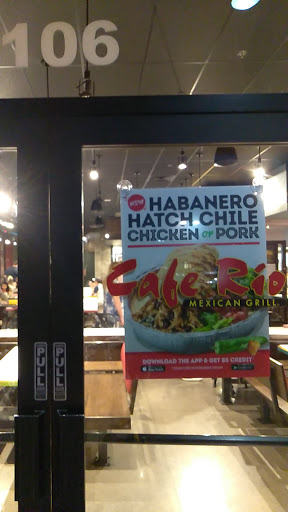 106
NEW HABANERO
HATCH CHILE
CHICKEN or PORK
Cafe Rio
MEXICAN GRILL
DOWNLOAD THE APP & GET $5 CREDIT
PULL
PULL